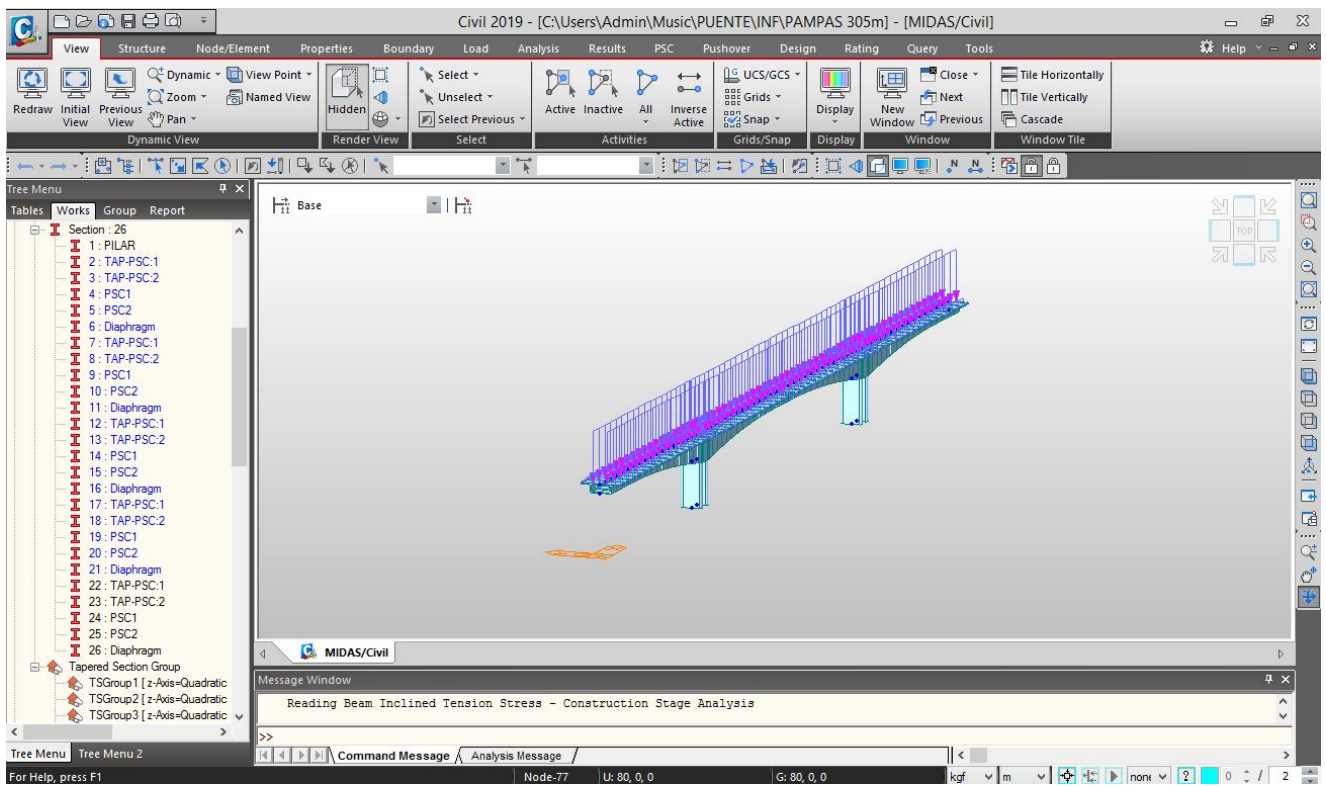 Civil 2019 - [C:\Users\Admin\Music\PUENTE\INF\PAMPAS 305m] - [MIDAS/Civil]
View Structure Node/Element Properties Boundary Load Analysis Results PSC Pushover Design Rating Query Tools Help
Redraw
Initial View
Previous View
Dynamic
Zoom
Pan
View Point
Named View
Dynamic View
Hidden
Render View
Select
Unselect
Select Previous
Select
Active
Inactive
All
Inverse Active
Activities
UCS/GCS
Grids
Snap
Grids/Snap
Display
Display
New Window
Close
Next
Previous
Window
Tile Horizontally
Tile Vertically
Cascade
Window Tile
Tree Menu
Tables Works Group Report
Section : 26
1 : PILAR
2 : TAP-PSC:1
3 : TAP-PSC:2
4 : PSC1
5 : PSC2
6 : Diaphragm
7 : TAP-PSC:1
8 : TAP-PSC:2
9 : PSC1
10 : PSC2
11 : Diaphragm
12 : TAP-PSC:1
13 : TAP-PSC:2
14 : PSC1
15 : PSC2
16 : Diaphragm
17 : TAP-PSC:1
18 : TAP-PSC:2
19 : PSC1
20 : PSC2
21 : Diaphragm
22 : TAP-PSC:1
23 : TAP-PSC:2
24 : PSC1
25 : PSC2
26 : Diaphragm
Tapered Section Group
TSGroup1 [ z-Axis=Quadratic
TSGroup2 [ z-Axis=Quadratic
TSGroup3 [ z-Axis=Quadratic
Tree Menu Tree Menu 2
Base
TOP
MIDAS/Civil
Message Window
Reading Beam Inclined Tension Stress - Construction Stage Analysis
>>
Command Message Analysis Message
For Help, press F1 Node-77 U: 80, 0, 0 G: 80, 0, 0 kgf m none ? 0 / 2